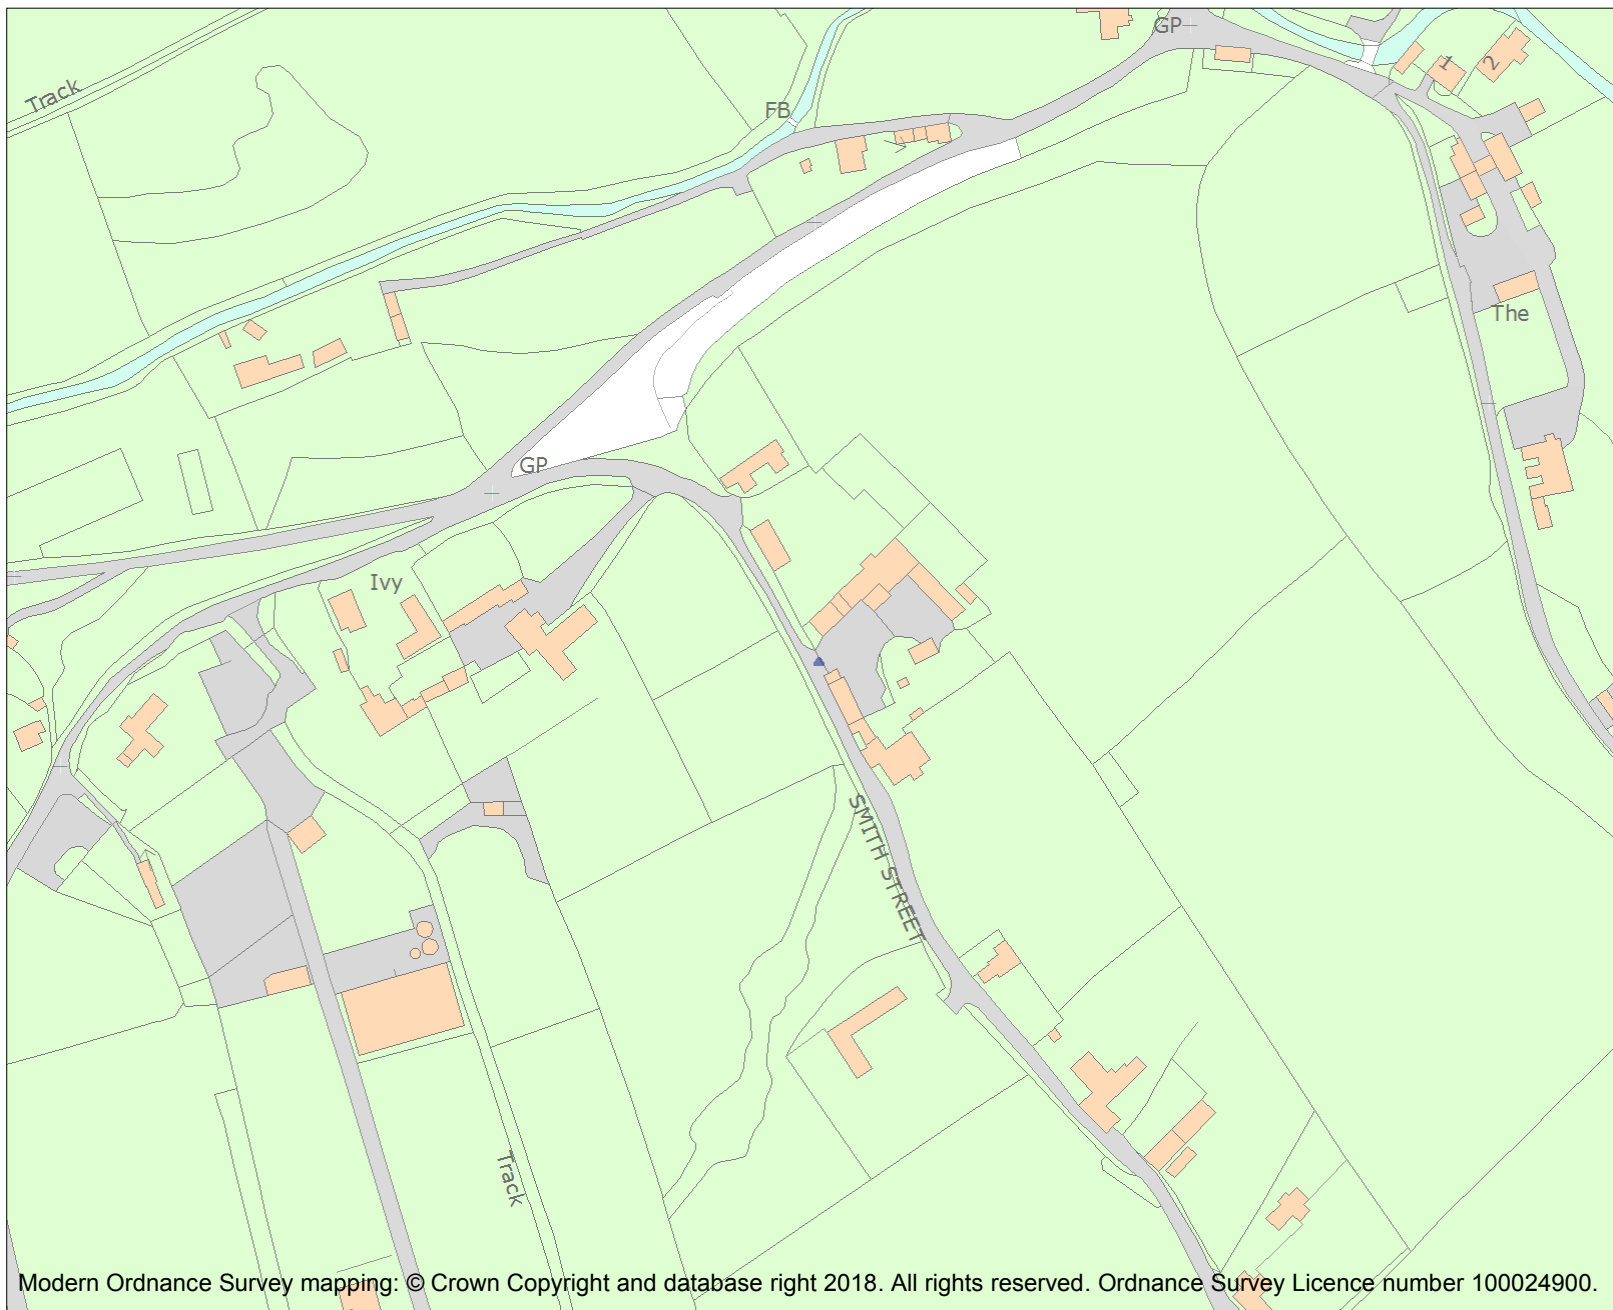 GP
Track
1
2
FB
The
GP
Ivy
SMITH STREET
Track
Modern Ordnance Survey mapping: © Crown Copyright and database right 2018. All rights reserved. Ordnance Survey Licence number 100024900.